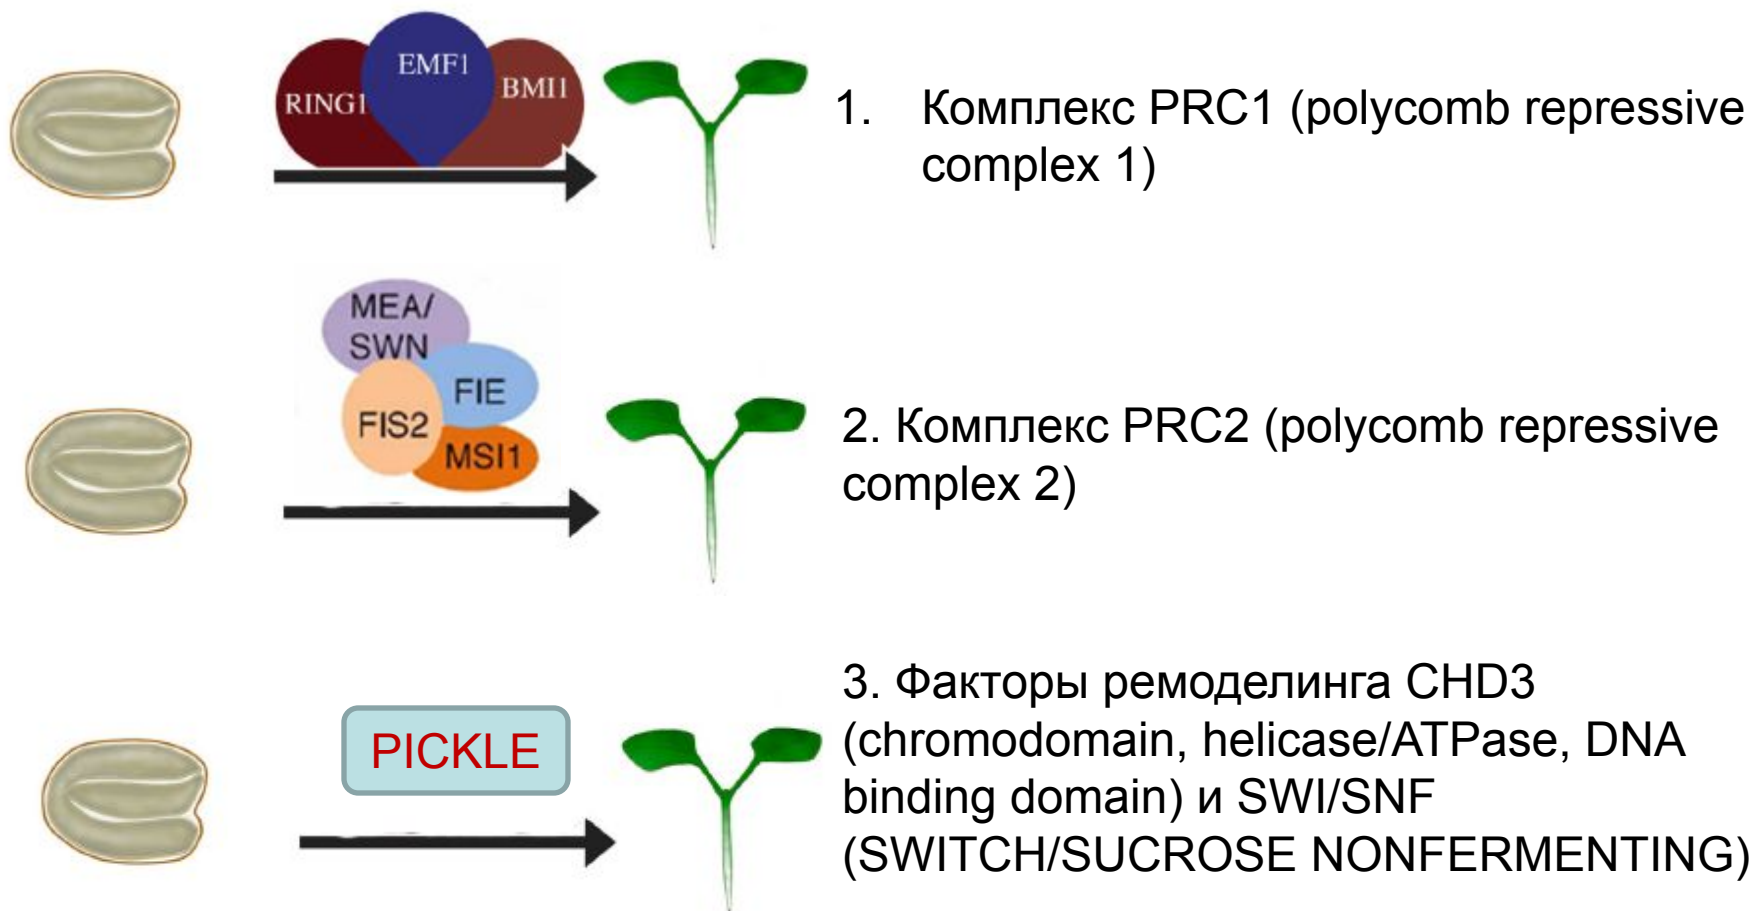 RING1
EMF1
BMI1
1. Комплекс PRC1 (polycomb repressive
complex 1)
MEA/
SWN
FIE
FIS2
MSI1
2. Комплекс PRC2 (polycomb repressive
complex 2)
PICKLE
3. Факторы ремоделинга CHD3
(chromodomain, helicase/ATPase, DNA
binding domain) и SWI/SNF
(SWITCH/SUCROSE NONFERMENTING)